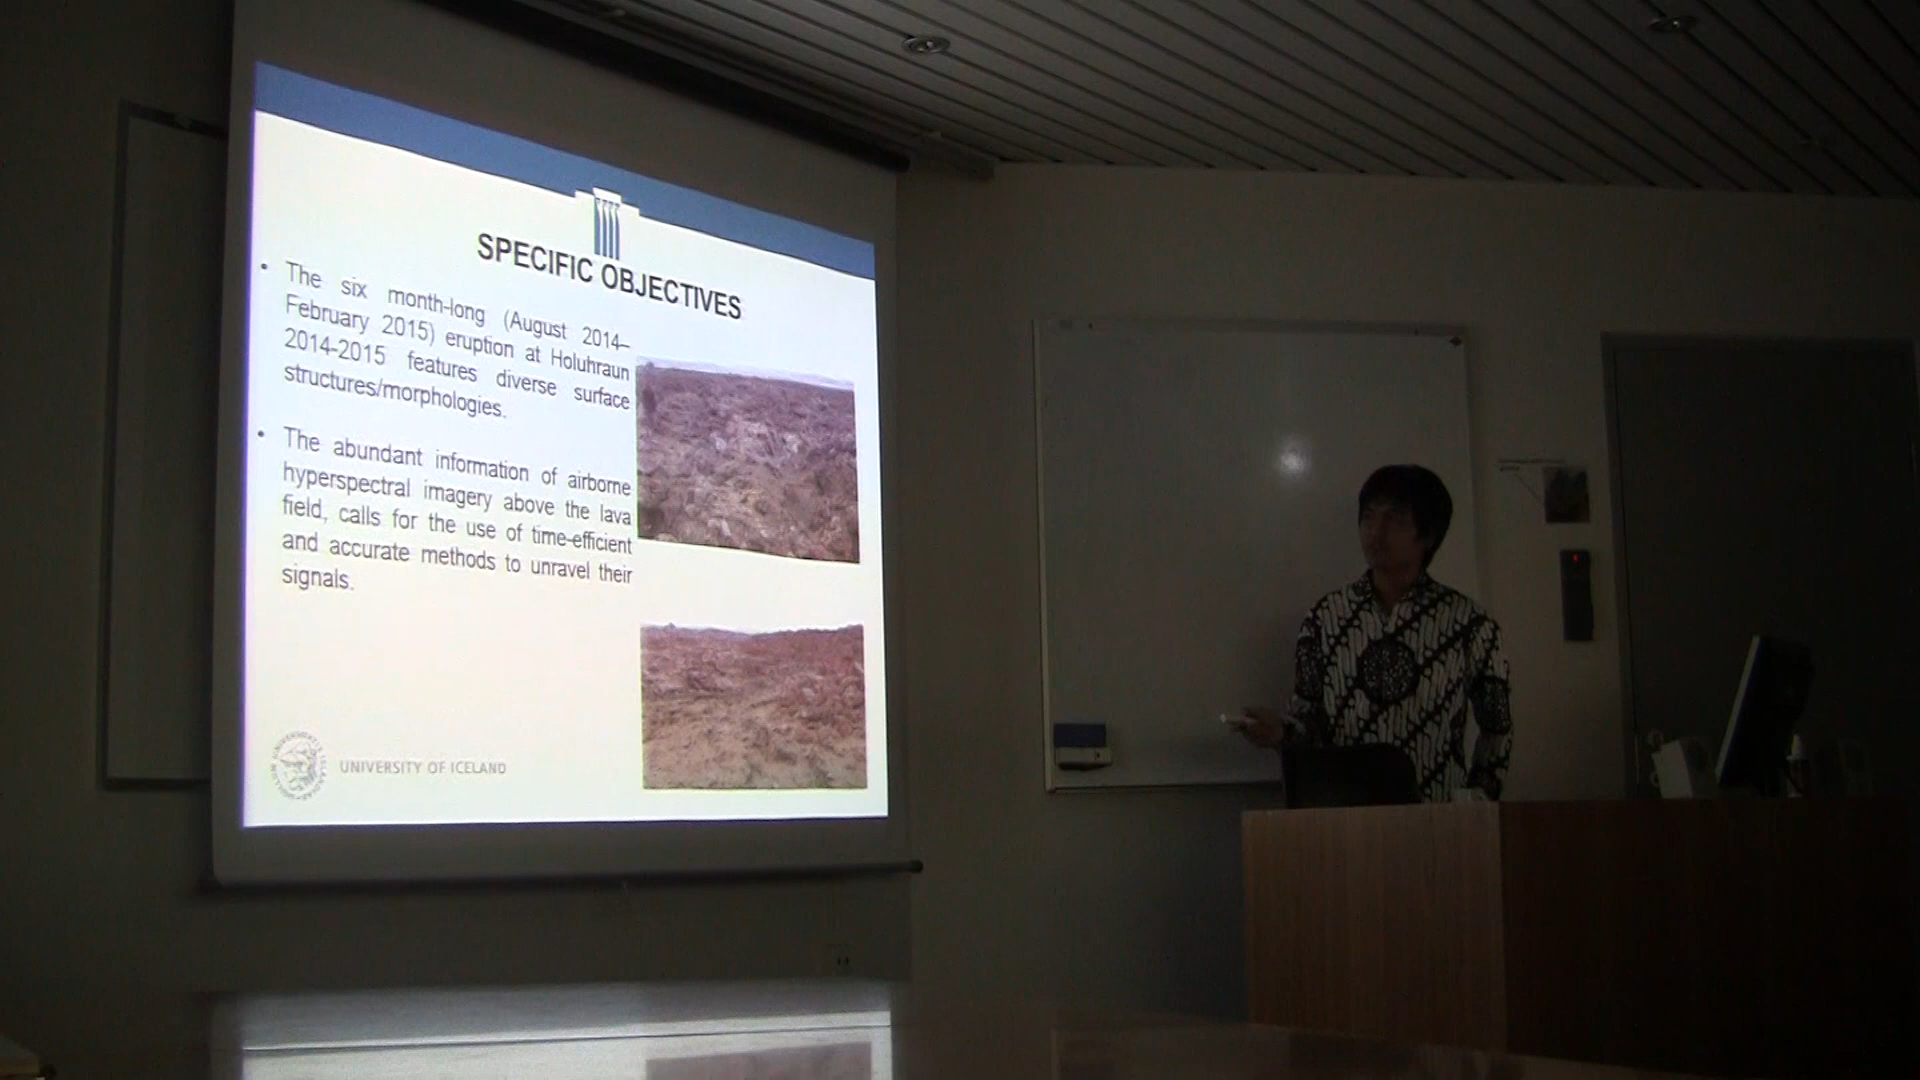 SPECIFIC OBJECTIVES
• The six month-long (August 2014–
February 2015) eruption at Holuhraun
2014-2015 features diverse surface
structures/morphologies.
• The abundant information of airborne
hyperspectral imagery above the lava
field, calls for the use of time-efficient
and accurate methods to unravel their
signals.
UNIVERSITY OF ICELAND